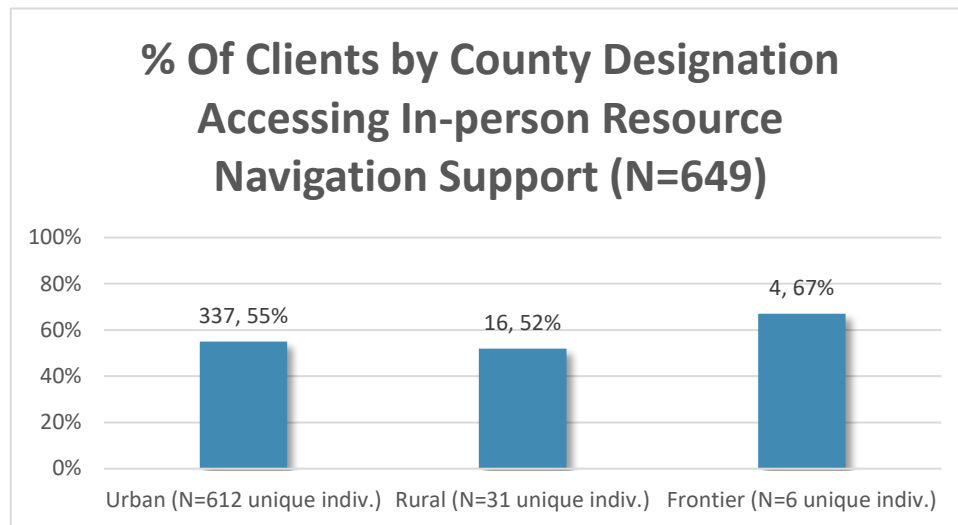 % Of Clients by County Designation
Accessing In-person Resource
Navigation Support (N=649)
100%
80%
60%
40%
20%
0%
337, 55%
16, 52%
4, 67%
Urban (N=612 unique indiv.) Rural (N=31 unique indiv.) Frontier (N=6 unique indiv.)